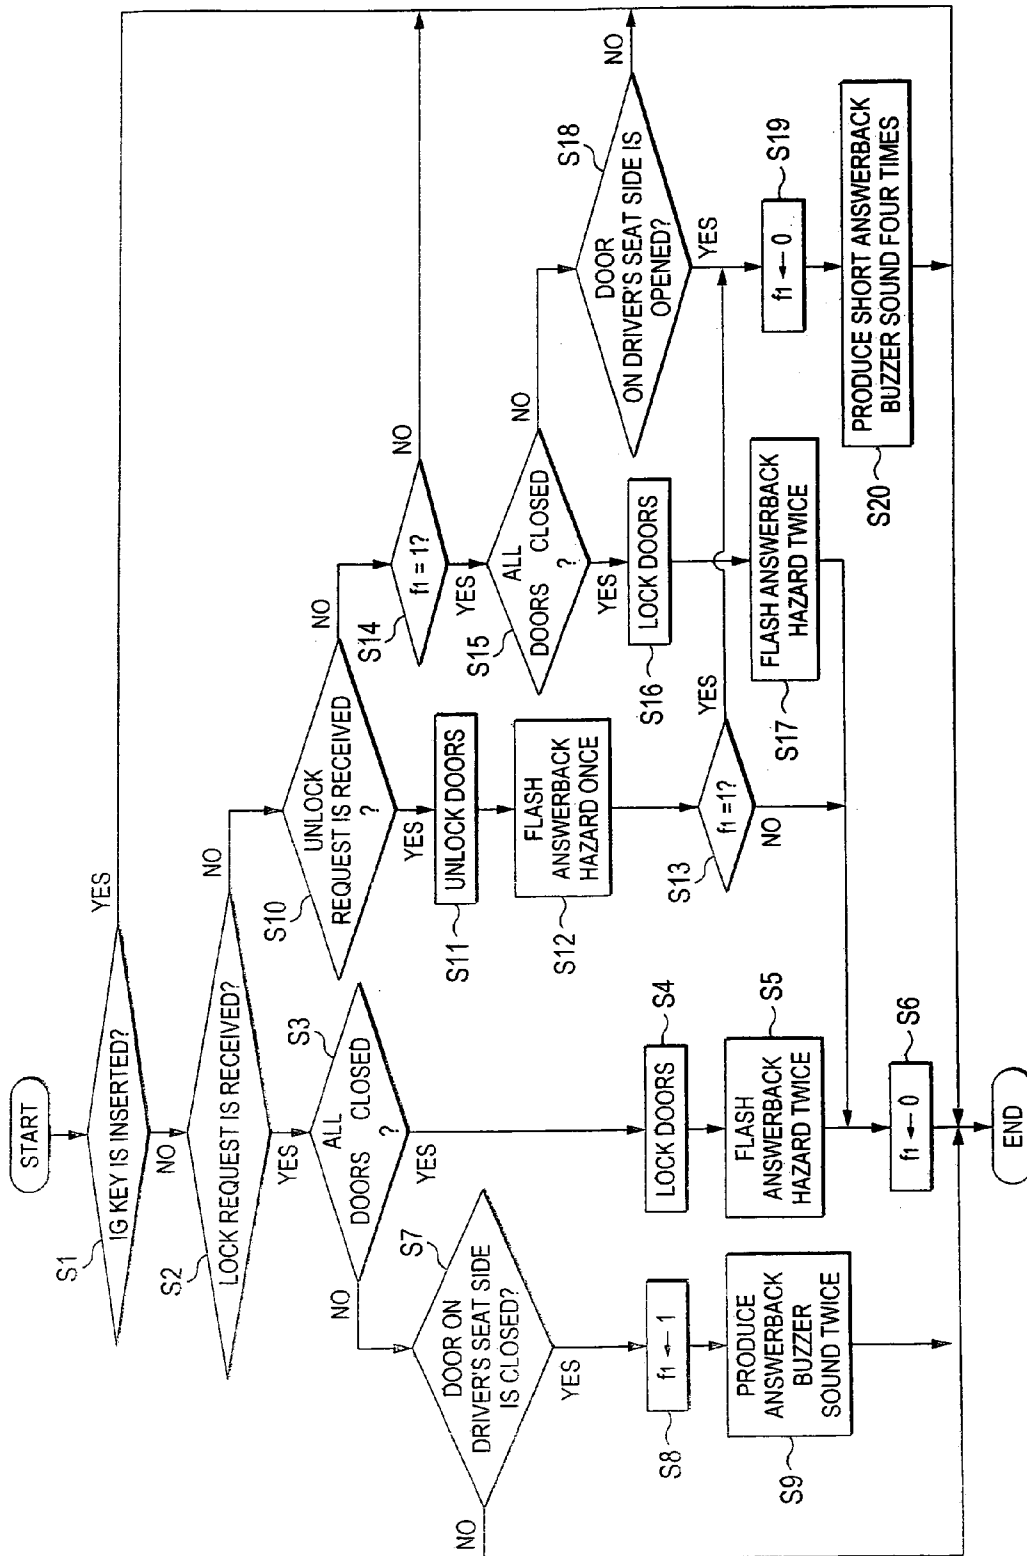 START
S1
IG KEY IS INSERTED?
YES
NO
S2
LOCK REQUEST IS RECEIVED?
NO
YES
S3
ALL
DOORS CLOSED
?
NO
YES
S7
DOOR ON
DRIVER'S SEAT SIDE
IS CLOSED?
NO
YES
S8
f1 ← 1
S9
PRODUCE
ANSWERBACK
BUZZER
SOUND TWICE
S4
LOCK DOORS
S5
FLASH
ANSWERBACK
HAZARD TWICE
S6
f1 ← 0
END
S10
UNLOCK
REQUEST IS RECEIVED
?
NO
YES
S11
UNLOCK DOORS
S12
FLASH
ANSWERBACK
HAZARD ONCE
S13
f1 = 1?
YES
NO
S14
f1 = 1?
NO
YES
S15
ALL
DOORS CLOSED
?
NO
YES
S16
LOCK DOORS
S17
FLASH ANSWERBACK
HAZARD TWICE
S18
DOOR
ON DRIVER'S SEAT SIDE IS
OPENED?
NO
YES
S19
f1 ← 0
S20
PRODUCE SHORT ANSWERBACK
BUZZER SOUND FOUR TIMES